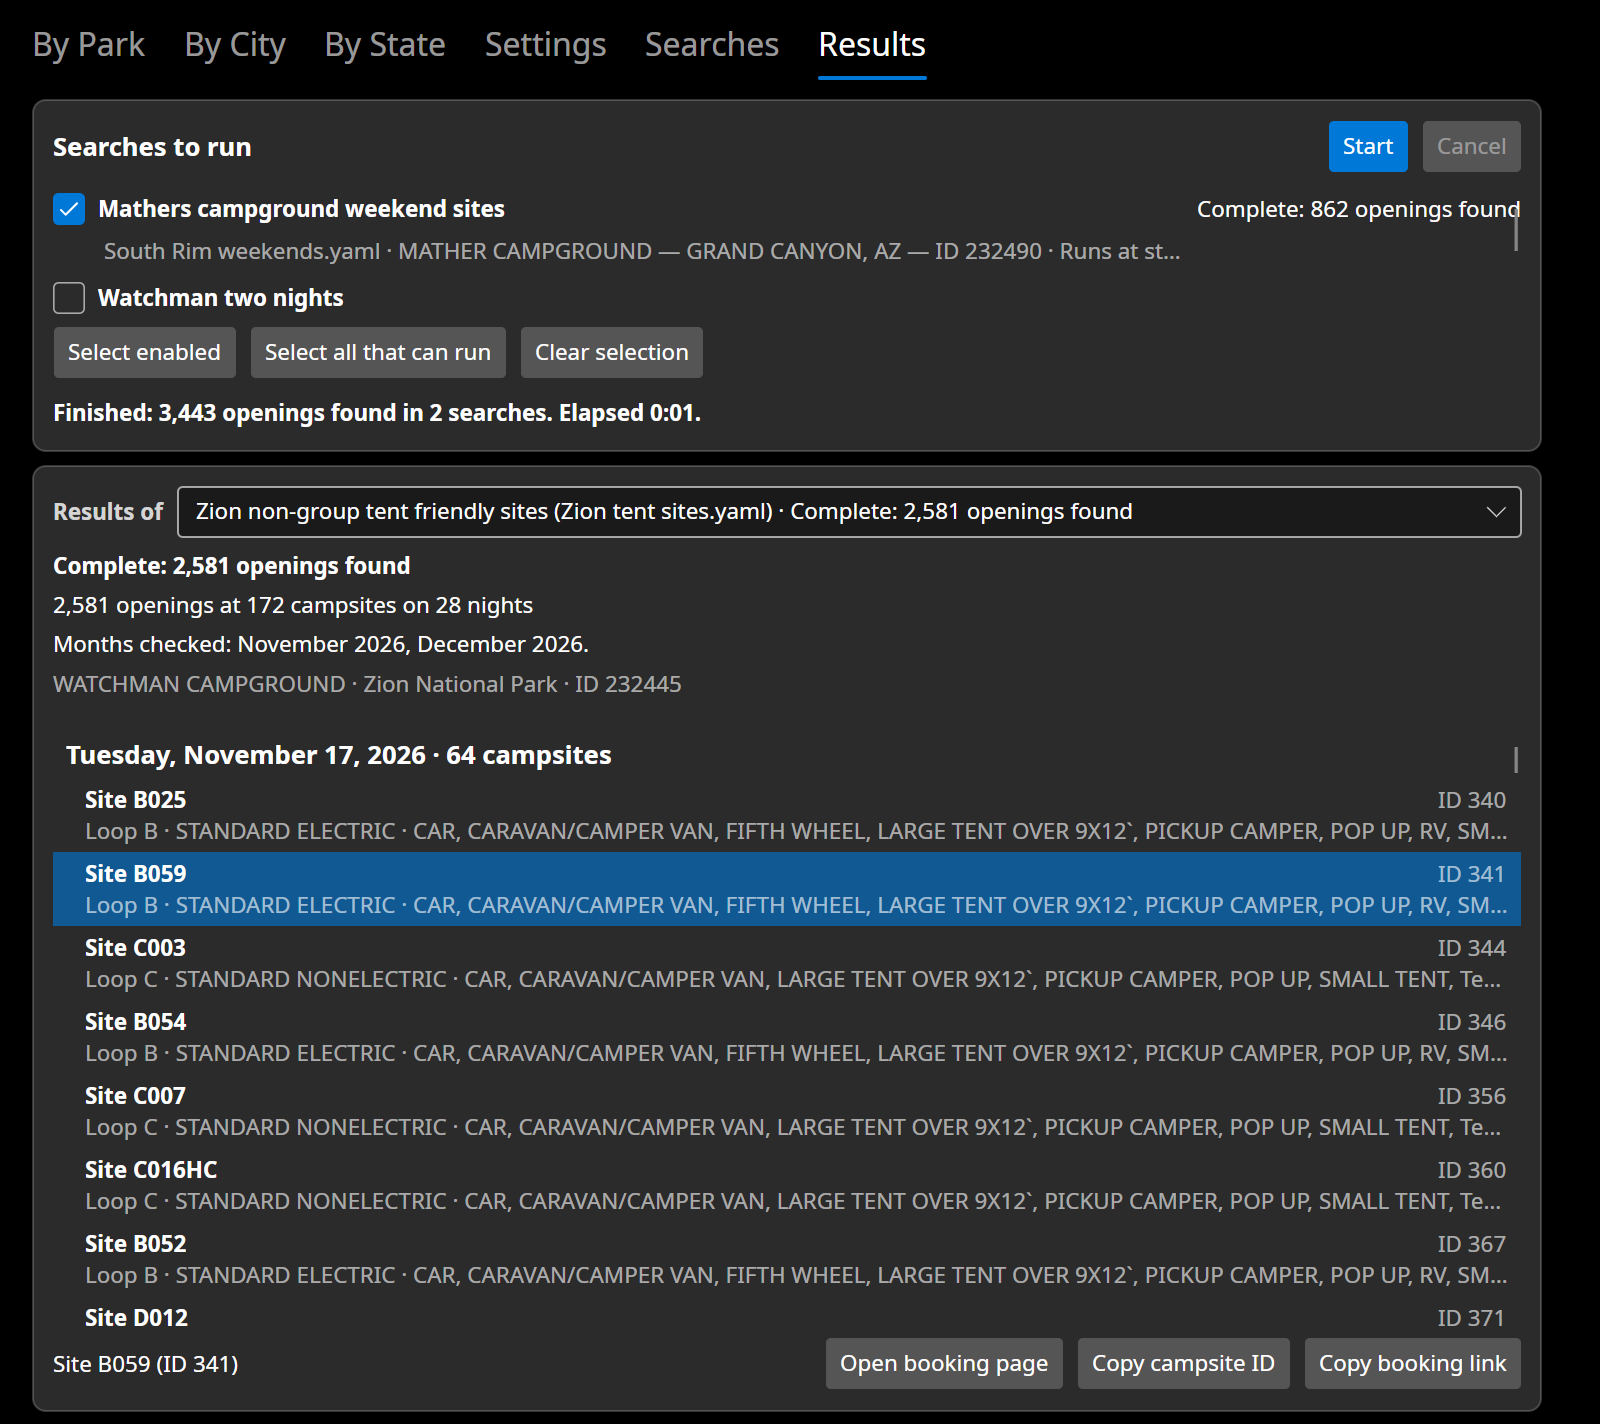 By Park By City By State Settings Searches Results
Searches to run
Start Cancel
Mathers campground weekend sites
Complete: 862 openings found
South Rim weekends.yaml · MATHER CAMPGROUND — GRAND CANYON, AZ — ID 232490 · Runs at st...
Watchman two nights
Select enabled Select all that can run Clear selection
Finished: 3,443 openings found in 2 searches. Elapsed 0:01.
Results of Zion non-group tent friendly sites (Zion tent sites.yaml) · Complete: 2,581 openings found
Complete: 2,581 openings found
2,581 openings at 172 campsites on 28 nights
Months checked: November 2026, December 2026.
WATCHMAN CAMPGROUND · Zion National Park · ID 232445
Tuesday, November 17, 2026 · 64 campsites
Site B025 ID 340
Loop B · STANDARD ELECTRIC · CAR, CARAVAN/CAMPER VAN, FIFTH WHEEL, LARGE TENT OVER 9X12`, PICKUP CAMPER, POP UP, RV, SM...
Site B059 ID 341
Loop B · STANDARD ELECTRIC · CAR, CARAVAN/CAMPER VAN, FIFTH WHEEL, LARGE TENT OVER 9X12`, PICKUP CAMPER, POP UP, RV, SM...
Site C003 ID 344
Loop C · STANDARD NONELECTRIC · CAR, CARAVAN/CAMPER VAN, LARGE TENT OVER 9X12`, PICKUP CAMPER, POP UP, SMALL TENT, Te...
Site B054 ID 346
Loop B · STANDARD ELECTRIC · CAR, CARAVAN/CAMPER VAN, FIFTH WHEEL, LARGE TENT OVER 9X12`, PICKUP CAMPER, POP UP, RV, SM...
Site C007 ID 356
Loop C · STANDARD NONELECTRIC · CAR, CARAVAN/CAMPER VAN, LARGE TENT OVER 9X12`, PICKUP CAMPER, POP UP, SMALL TENT, Te...
Site C016HC ID 360
Loop C · STANDARD NONELECTRIC · CAR, CARAVAN/CAMPER VAN, LARGE TENT OVER 9X12`, PICKUP CAMPER, POP UP, SMALL TENT, Te...
Site B052 ID 367
Loop B · STANDARD ELECTRIC · CAR, CARAVAN/CAMPER VAN, FIFTH WHEEL, LARGE TENT OVER 9X12`, PICKUP CAMPER, POP UP, RV, SM...
Site D012 ID 371
Site B059 (ID 341) Open booking page Copy campsite ID Copy booking link